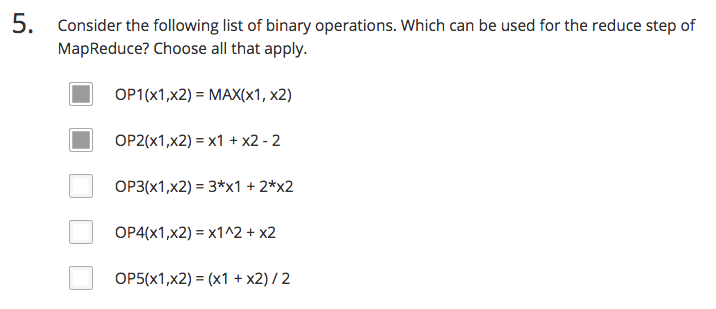 5. Consider the following list of binary operations. Which can be used for the reduce step of
MapReduce? Choose all that apply.
OP1(x1,x2) = MAX(x1, x2)
OP2(x1,x2) = x1 + x2 - 2
OP3(x1,x2) = 3*x1 + 2*x2
OP4(x1,x2) = x1^2 + x2
OP5(x1,x2) = (x1 + x2) / 2